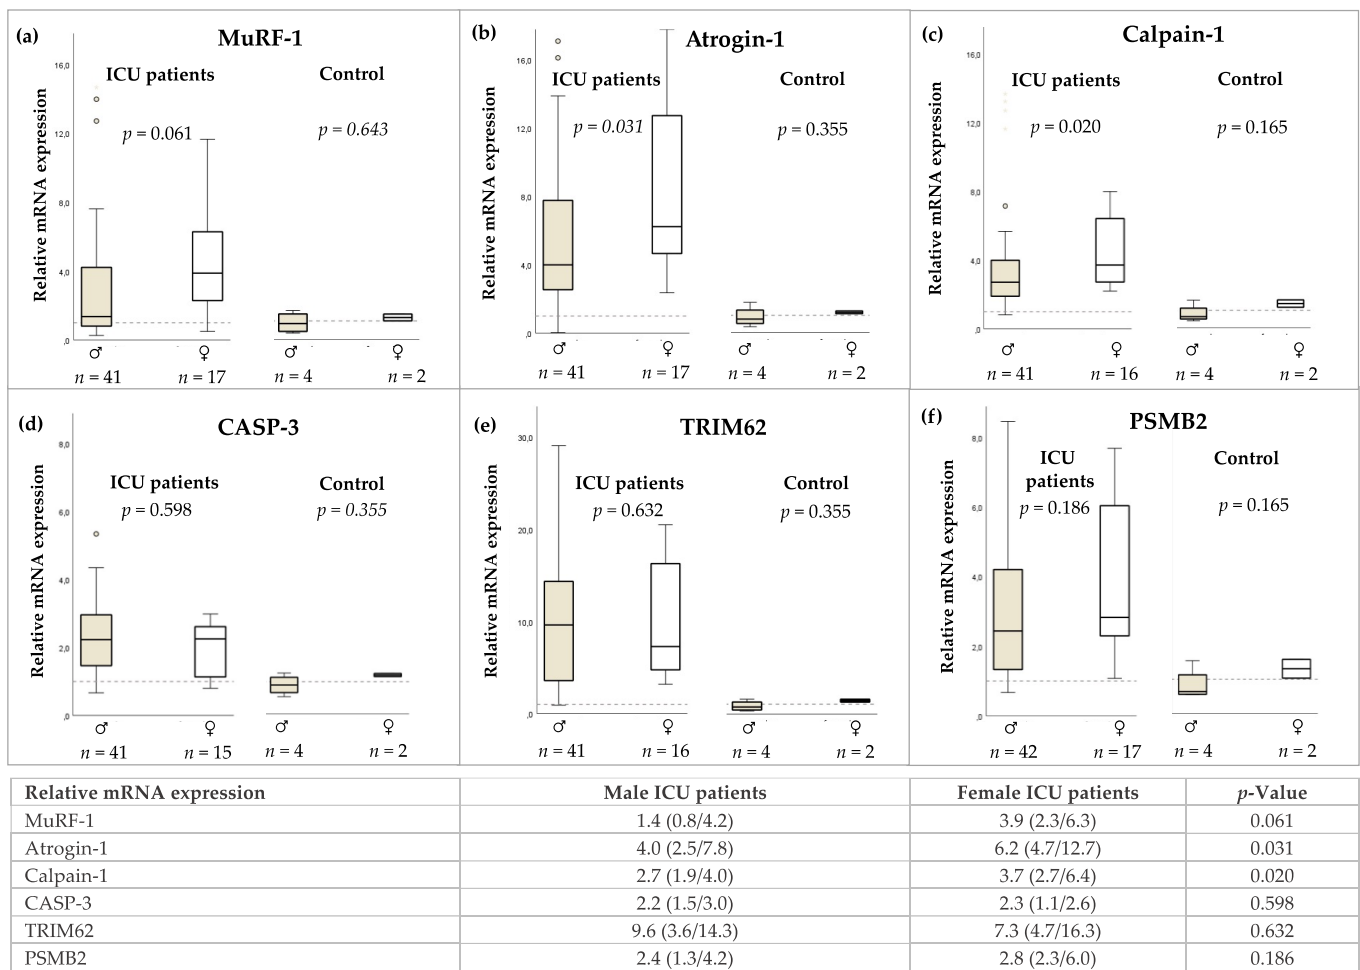 (a)
MuRF-1
Relative mRNA expression
16,0
12,0
8,0
4,0
,0
ICU patients
Control
p = 0.061
p = 0.643
♂
♀
♂
♀
n = 41
n = 17
n = 4
n = 2
(b)
Atrogin-1
Relative mRNA expression
16,0
12,0
8,0
4,0
,0
ICU patients
Control
p = 0.031
p = 0.355
♂
♀
♂
♀
n = 41
n = 17
n = 4
n = 2
(c)
Calpain-1
Relative mRNA expression
16,0
12,0
8,0
4,0
,0
ICU patients
Control
p = 0.020
p = 0.165
♂
♀
♂
♀
n = 41
n = 16
n = 4
n = 2
(d)
CASP-3
Relative mRNA expression
8,0
6,0
4,0
2,0
,0
ICU patients
Control
p = 0.598
p = 0.355
♂
♀
♂
♀
n = 41
n = 15
n = 4
n = 2
(e)
TRIM62
Relative mRNA expression
30,0
20,0
10,0
,0
ICU patients
Control
p = 0.632
p = 0.355
♂
♀
♂
♀
n = 41
n = 16
n = 4
n = 2
(f)
PSMB2
Relative mRNA expression
8,0
6,0
4,0
2,0
,0
ICU
patients
Control
p = 0.186
p = 0.165
♂
♀
♂
♀
n = 42
n = 17
n = 4
n = 2
Relative mRNA expression Male ICU patients Female ICU patients p-Value
MuRF-1 1.4 (0.8/4.2) 3.9 (2.3/6.3) 0.061
Atrogin-1 4.0 (2.5/7.8) 6.2 (4.7/12.7) 0.031
Calpain-1 2.7 (1.9/4.0) 3.7 (2.7/6.4) 0.020
CASP-3 2.2 (1.5/3.0) 2.3 (1.1/2.6) 0.598
TRIM62 9.6 (3.6/14.3) 7.3 (4.7/16.3) 0.632
PSMB2 2.4 (1.3/4.2) 2.8 (2.3/6.0) 0.186